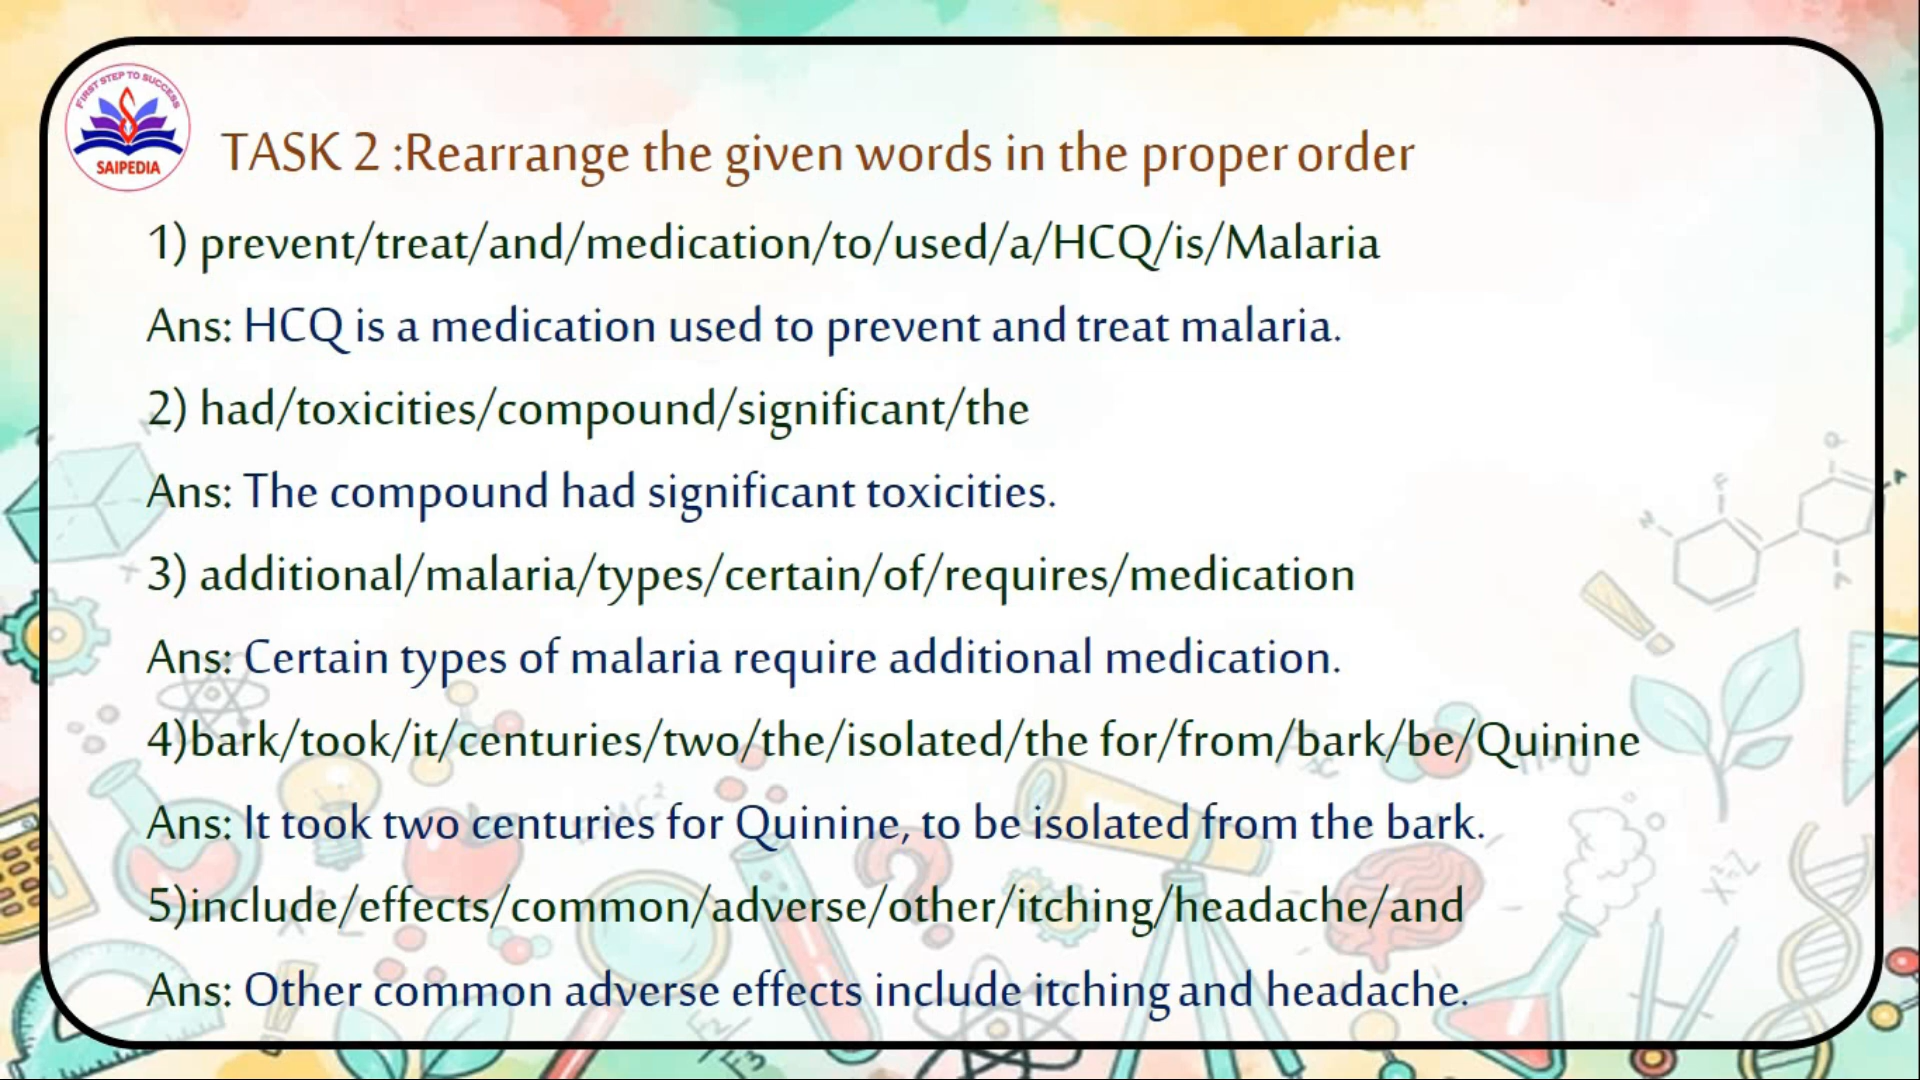 FIRST STEP TO SUCCESS
SAIPEDIA
TASK 2 :Rearrange the given words in the proper order
1) prevent/treat/and/medication/to/used/a/HCQ/is/Malaria
Ans: HCQ is a medication used to prevent and treat malaria.
2) had/toxicities/compound/significant/the
Ans: The compound had significant toxicities.
3) additional/malaria/types/certain/of/requires/medication
Ans: Certain types of malaria require additional medication.
4)bark/took/it/centuries/two/the/isolated/the for/from/bark/be/Quinine
Ans: It took two centuries for Quinine, to be isolated from the bark.
5)include/effects/common/adverse/other/itching/headache/and
Ans: Other common adverse effects include itching and headache.